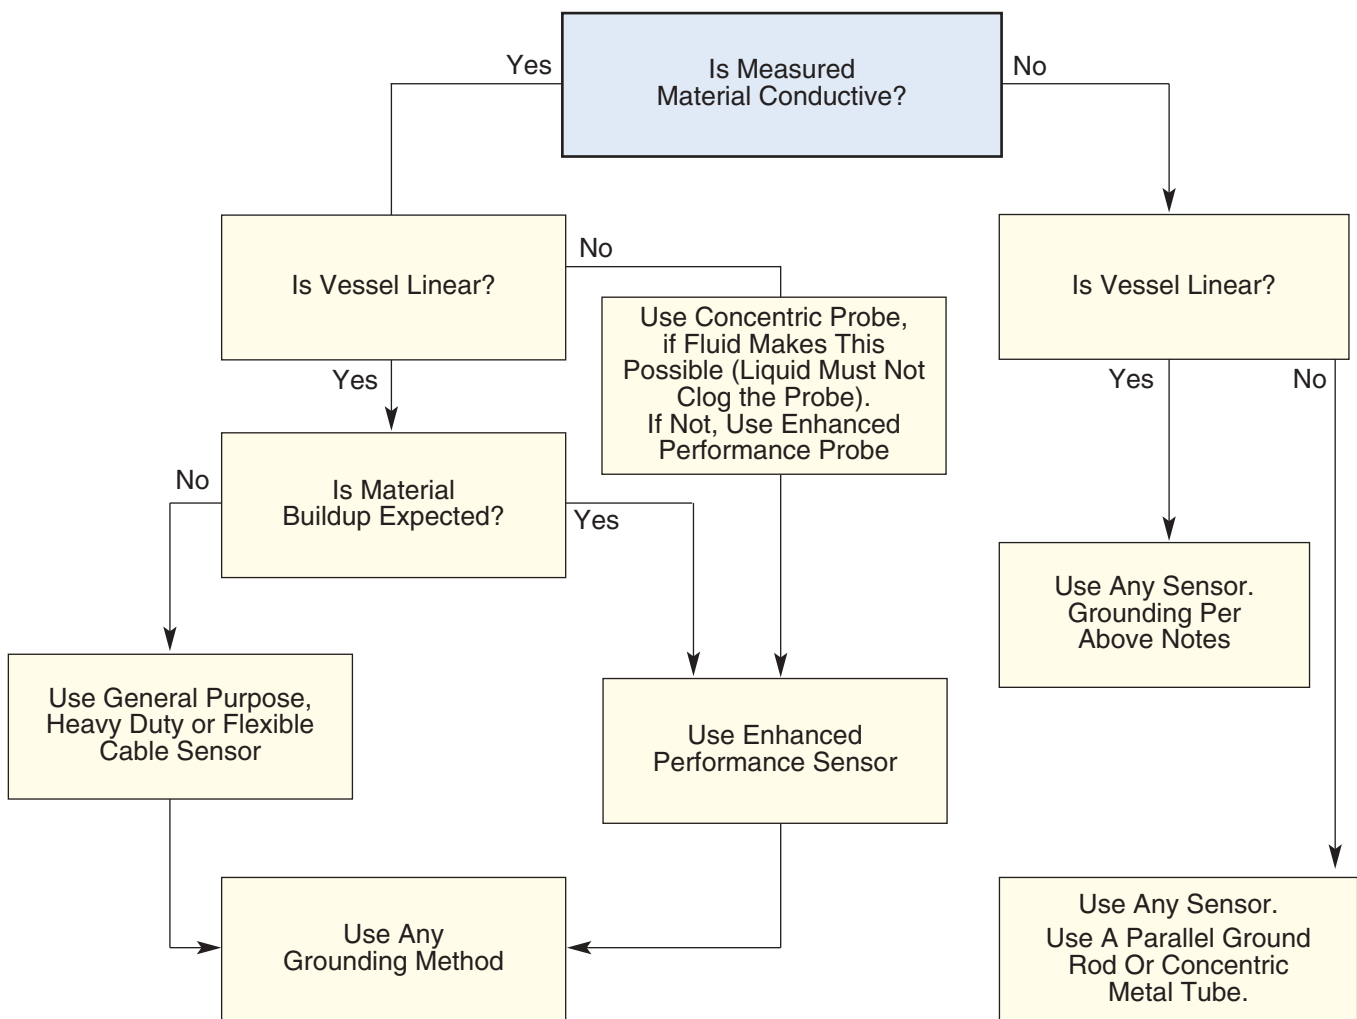 Is Measured
Material Conductive?
Yes
No
Is Vessel Linear?
No
Yes
Use Concentric Probe,
if Fluid Makes This
Possible (Liquid Must Not
Clog the Probe).
If Not, Use Enhanced
Performance Probe
Is Vessel Linear?
Yes
No
Is Material
Buildup Expected?
No
Yes
Use Any Sensor.
Grounding Per
Above Notes
Use General Purpose,
Heavy Duty or Flexible
Cable Sensor
Use Enhanced
Performance Sensor
Use Any
Grounding Method
Use Any Sensor.
Use A Parallel Ground
Rod Or Concentric
Metal Tube.